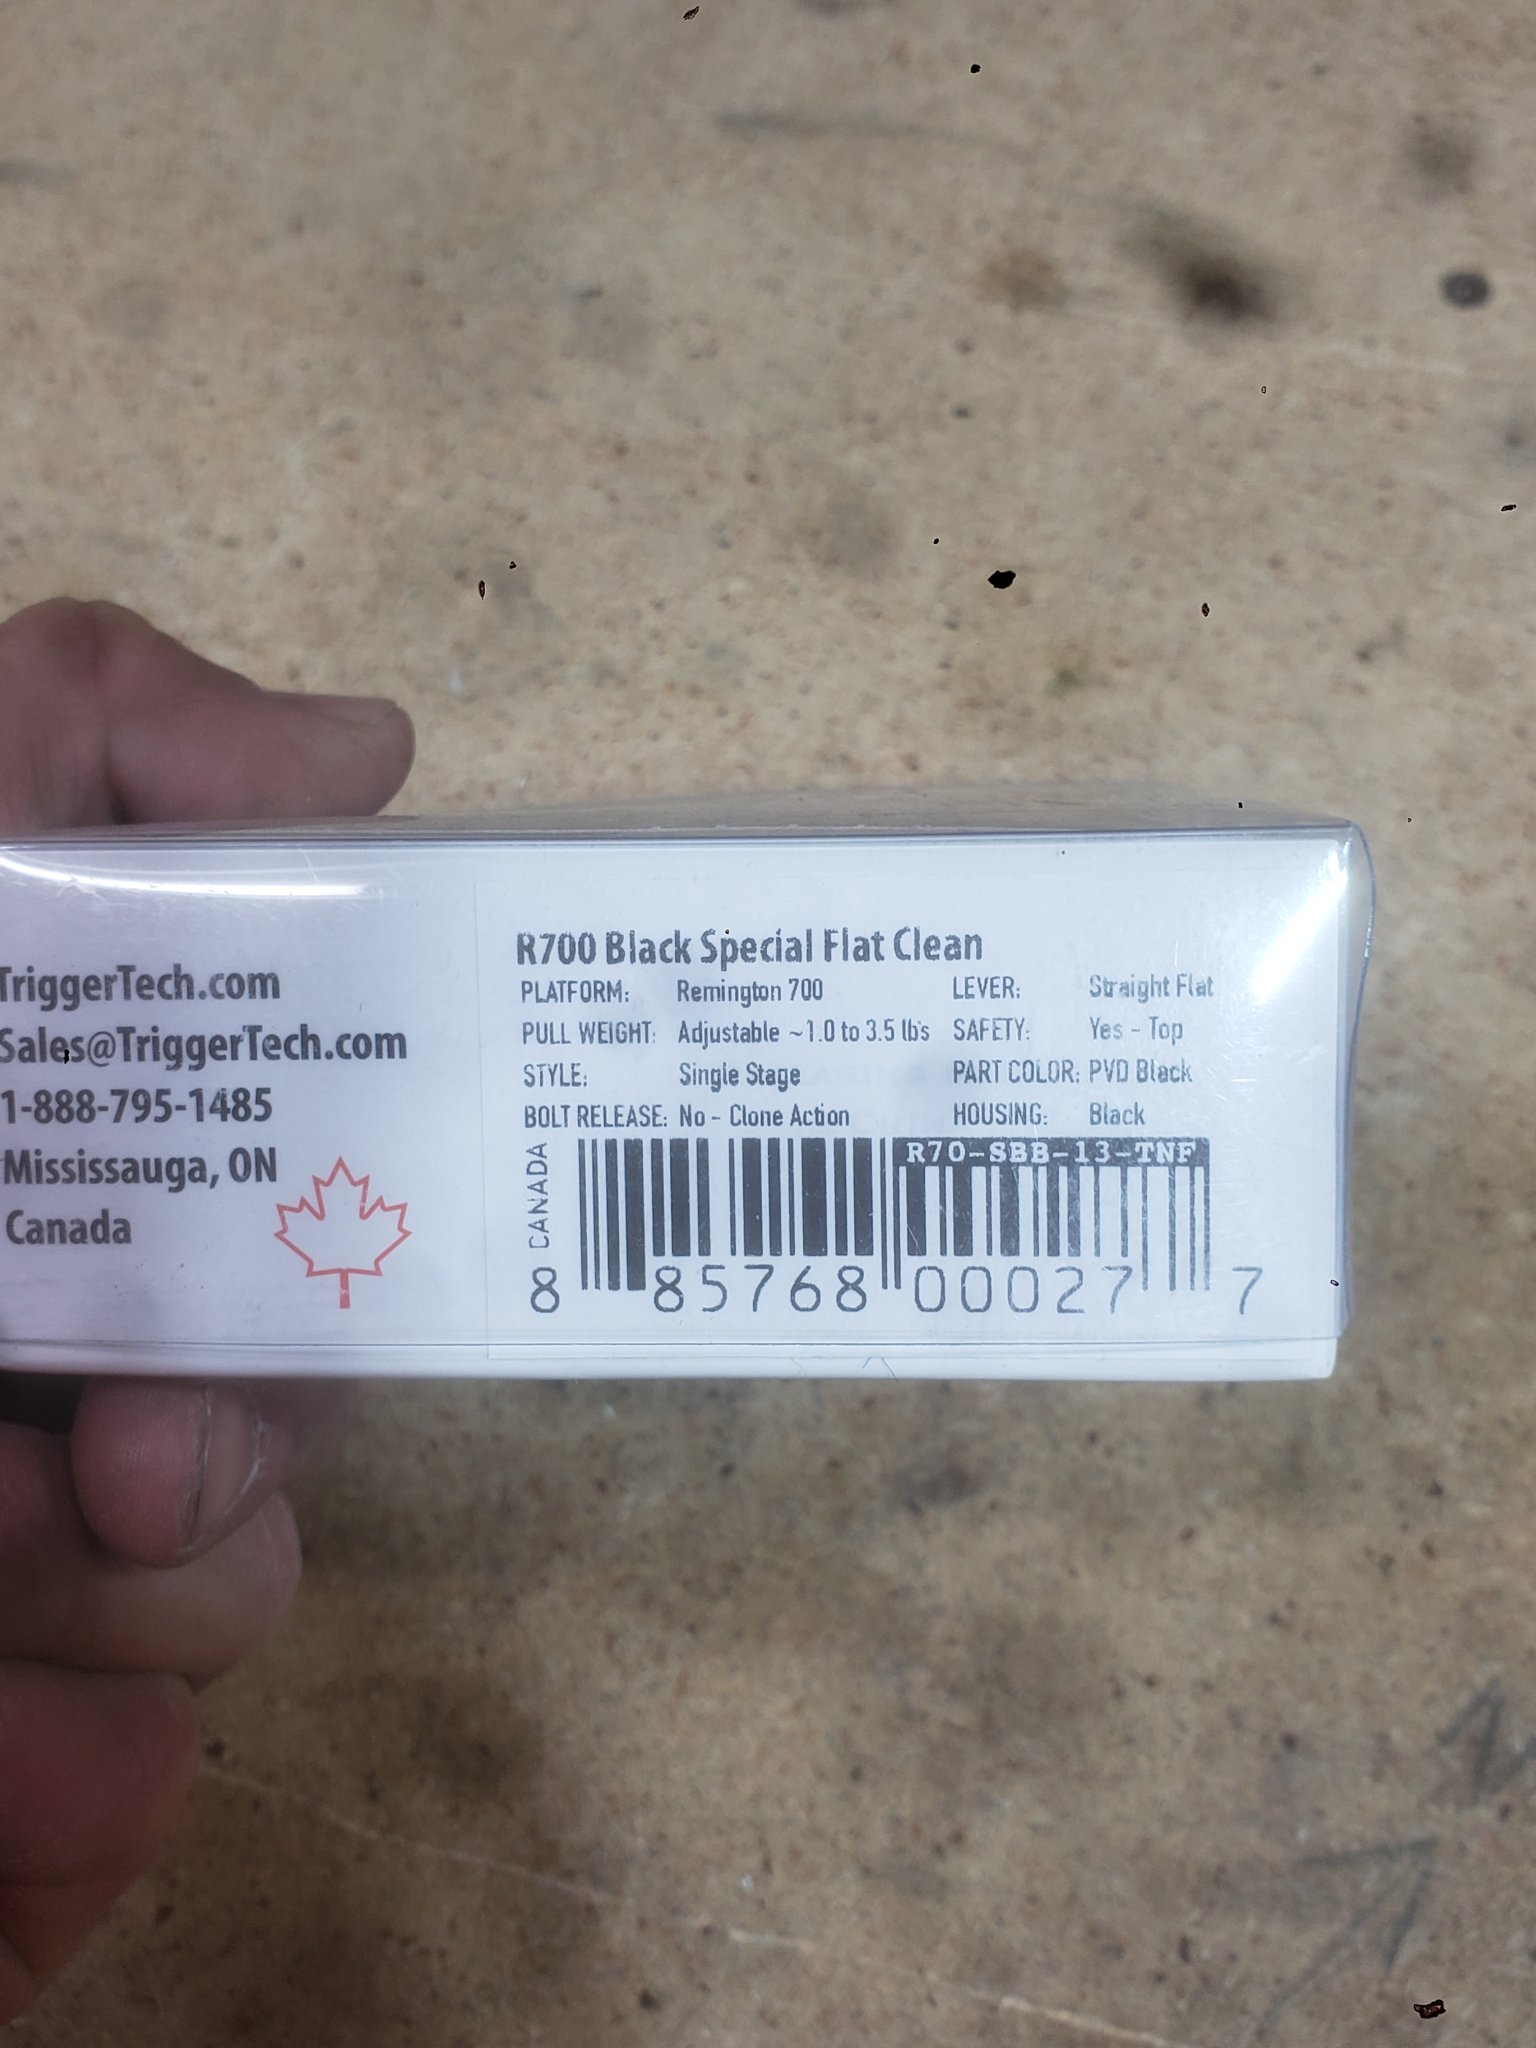 TriggerTech.com
Sales@TriggerTech.com
1-888-795-1485
Mississauga, ON
Canada
R700 Black Special Flat Clean
PLATFORM: Remington 700 LEVER: Straight Flat
PULL WEIGHT: Adjustable ~1.0 to 3.5 lbs SAFETY: Yes - Top
STYLE: Single Stage PART COLOR: PVD Black
BOLT RELEASE: No - Clone Action HOUSING: Black
CANADA
R70-SBB-13-TNF
8 85768 00027 7